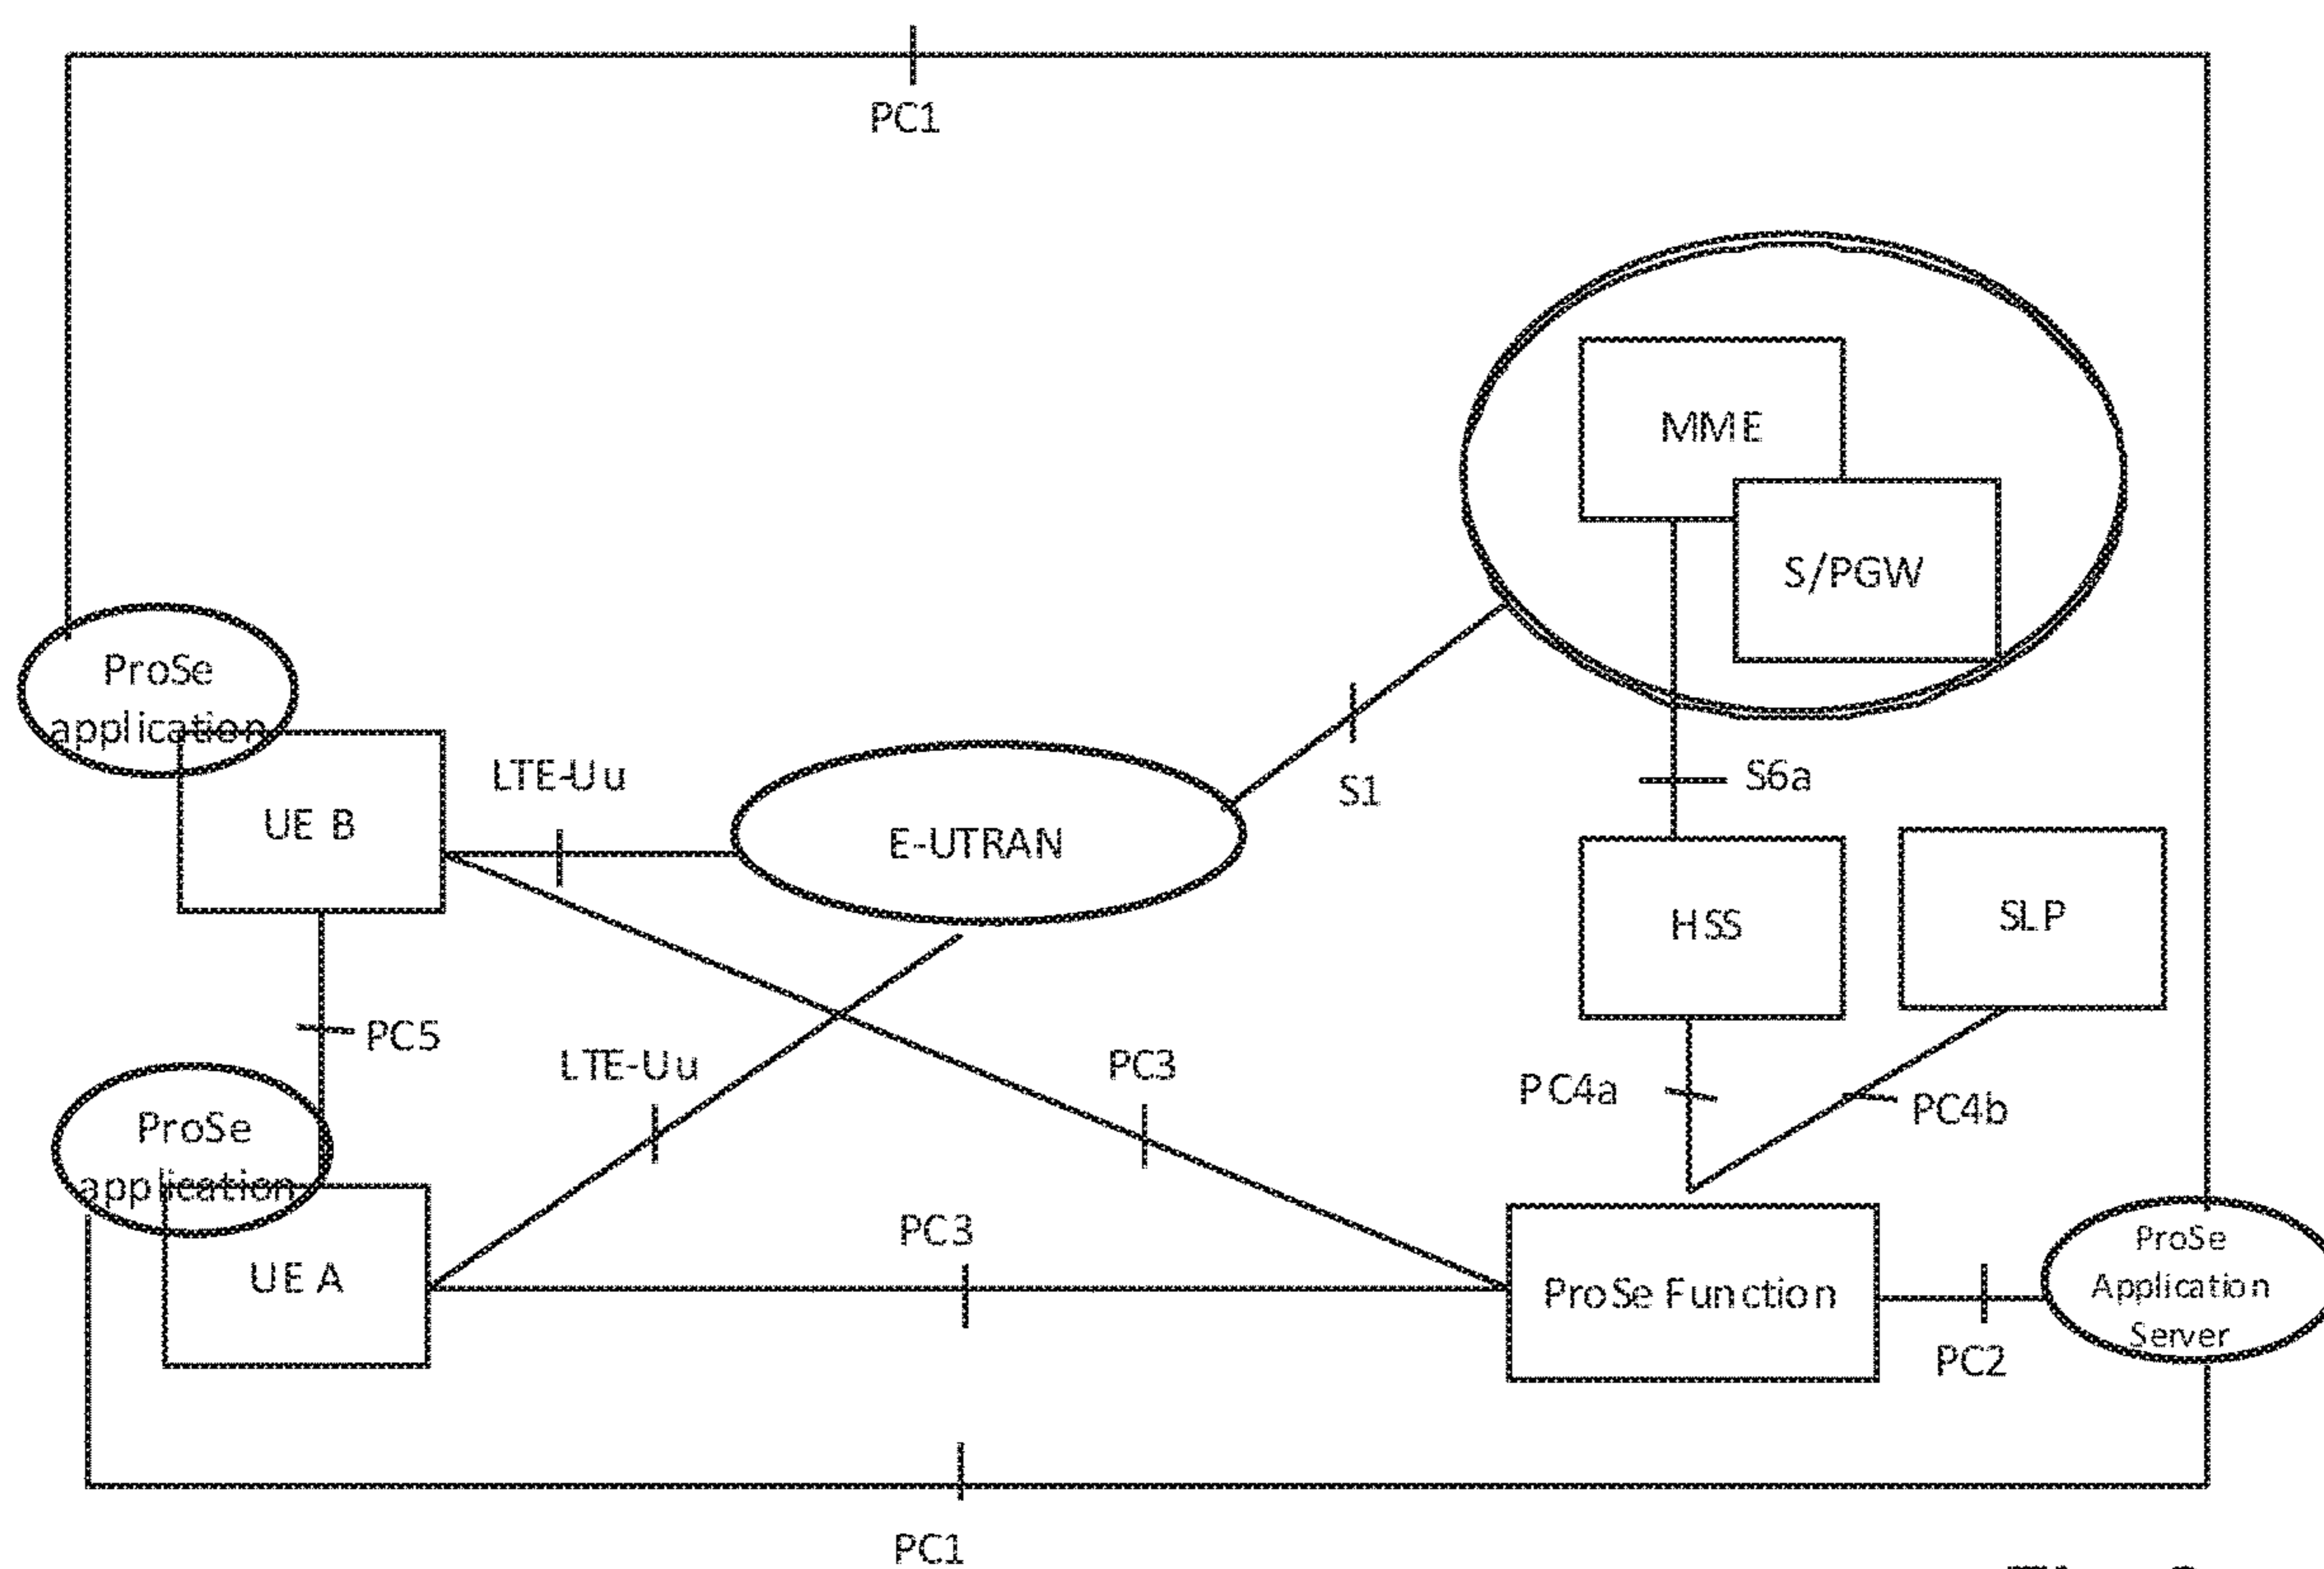 PC1
MME
S/PGW
ProSe
application
UE B
LTE-Uu
E-UTRAN
S1
S6a
HSS
SLP
PC5
LTE-Uu
PC3
PC4a
PC4b
ProSe
application
UE A
PC3
ProSe Function
ProSe
Application
Server
PC2
PC1